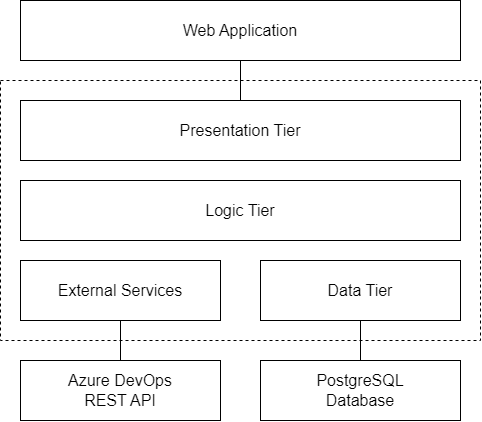 Web Application
Presentation Tier
Logic Tier
External Services
Data Tier
Azure DevOps
REST API
PostgreSQL
Database